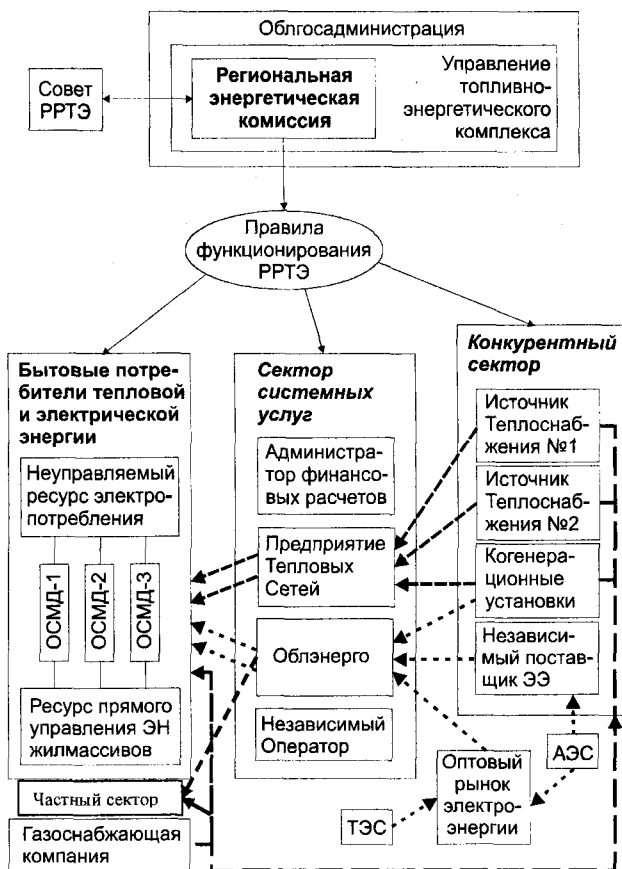 Облгосадминистрация
Совет
РРТЭ
Региональная
энергетическая
комиссия
Управление
топливно-
энергетического
комплекса
Правила
функционирования
РРТЭ
Бытовые потре-
бители тепловой
и электрической
энергии
Неуправляемый
ресурс электро-
потребления
ОСМД-1
ОСМД-2
ОСМД-3
Ресурс прямого
управления ЭН
жилмассивов
Частный сектор
Газоснабжающая
компания
Сектор
системных
услуг
Администра-
тор финансо-
вых расчетов
Предприятие
Тепловых
Сетей
Облэнерго
Независимый
Оператор
Конкурентный
сектор
Источник
Теплоснаб-
жения №1
Источник
Теплоснаб-
жения №2
Когенера-
ционные
установки
Независи-
мый постав-
щик ЭЭ
АЭС
Оптовый
рынок
электро-
энергии
ТЭС